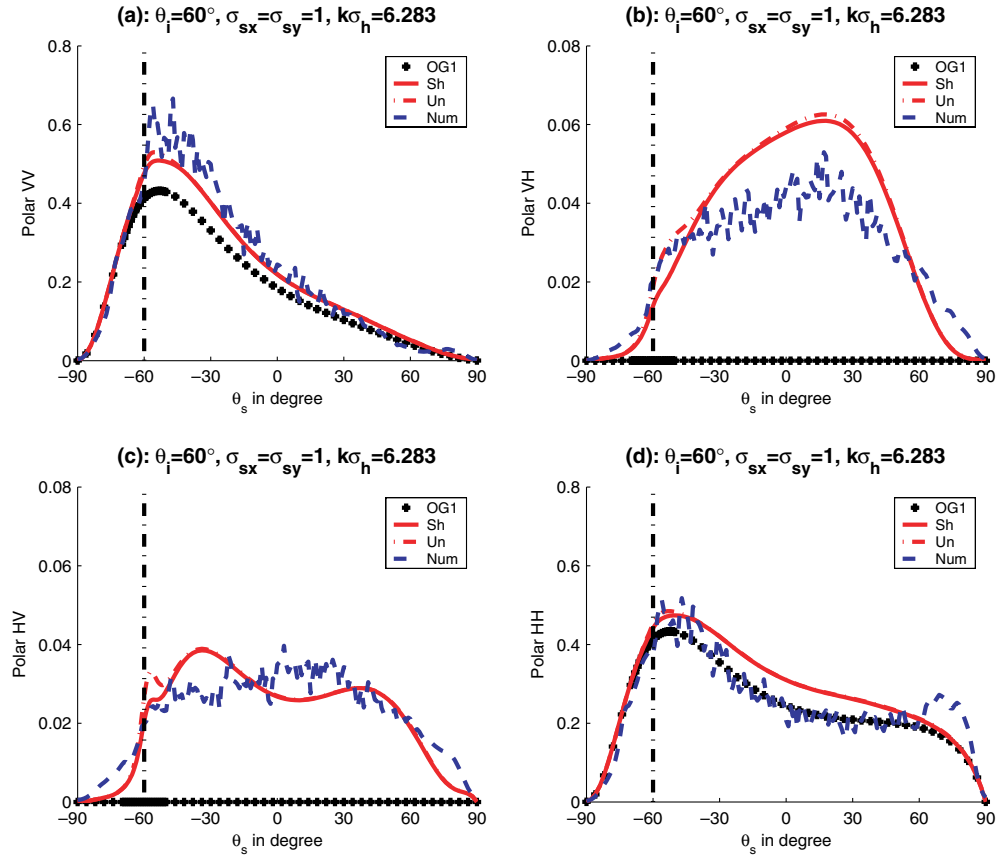 (a): θi=60°, σsx=σsy=1, kσh=6.283
0.8
0.6
0.4
0.2
0
Polar VV
OG1
Sh
Un
Num
−90 −60 −30 0 30 60 90
θs in degree
(b): θi=60°, σsx=σsy=1, kσh=6.283
0.08
0.06
0.04
0.02
0
Polar VH
OG1
Sh
Un
Num
−90 −60 −30 0 30 60 90
θs in degree
(c): θi=60°, σsx=σsy=1, kσh=6.283
0.08
0.06
0.04
0.02
0
Polar HV
OG1
Sh
Un
Num
−90 −60 −30 0 30 60 90
θs in degree
(d): θi=60°, σsx=σsy=1, kσh=6.283
0.8
0.6
0.4
0.2
0
Polar HH
OG1
Sh
Un
Num
−90 −60 −30 0 30 60 90
θs in degree